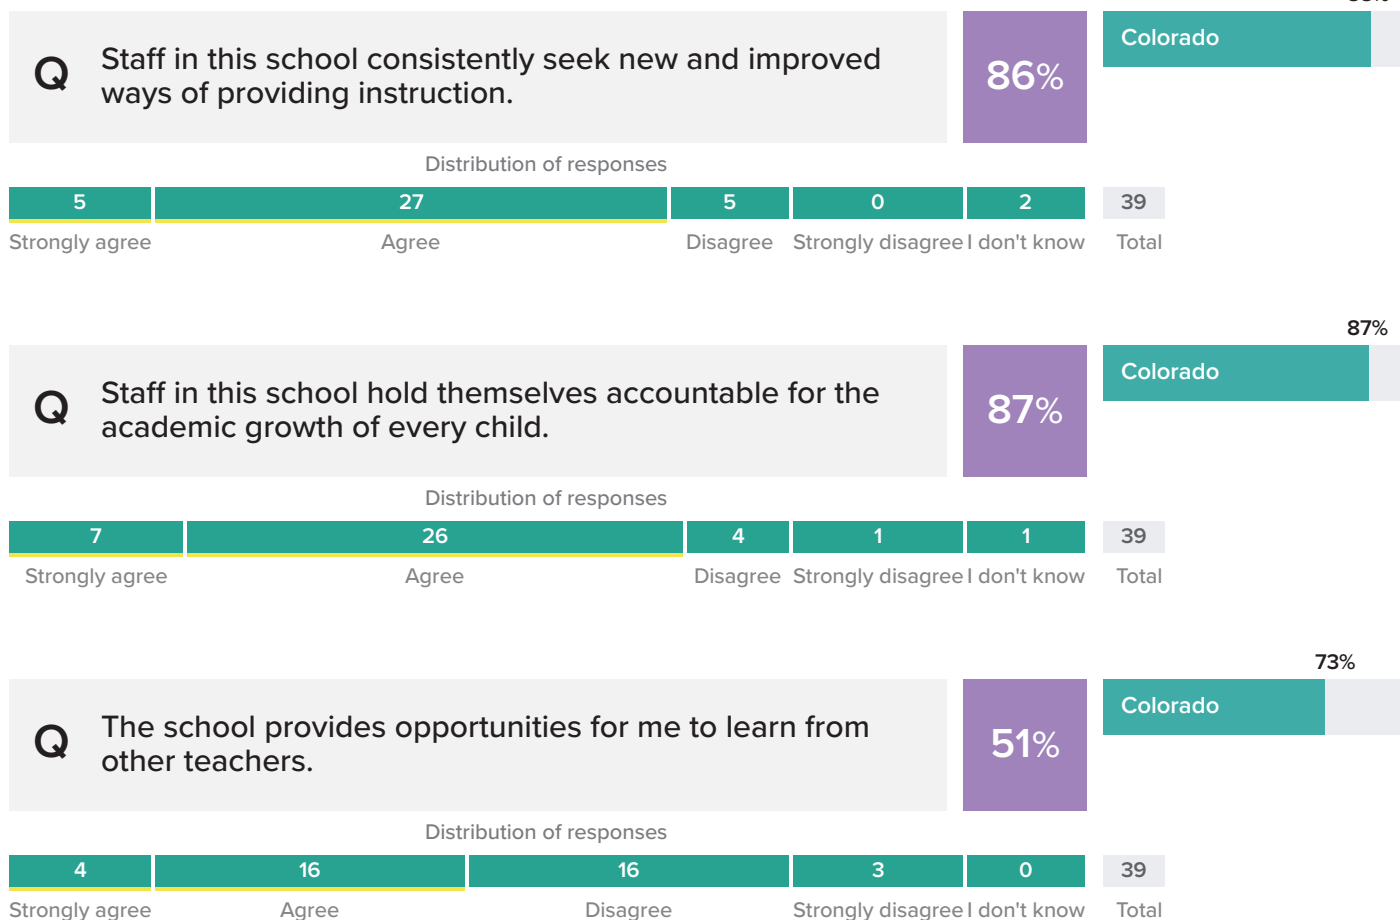 Q
Staff in this school consistently seek new and improved
ways of providing instruction.
86%
Colorado
Distribution of responses
5 27 5 0 2 39
Strongly agree Agree Disagree Strongly disagree I don't know Total
87%
Q
Staff in this school hold themselves accountable for the
academic growth of every child.
87%
Colorado
Distribution of responses
7 26 4 1 1 39
Strongly agree Agree Disagree Strongly disagree I don't know Total
73%
Q
The school provides opportunities for me to learn from
other teachers.
51%
Colorado
Distribution of responses
4 16 16 3 0 39
Strongly agree Agree Disagree Strongly disagree I don't know Total